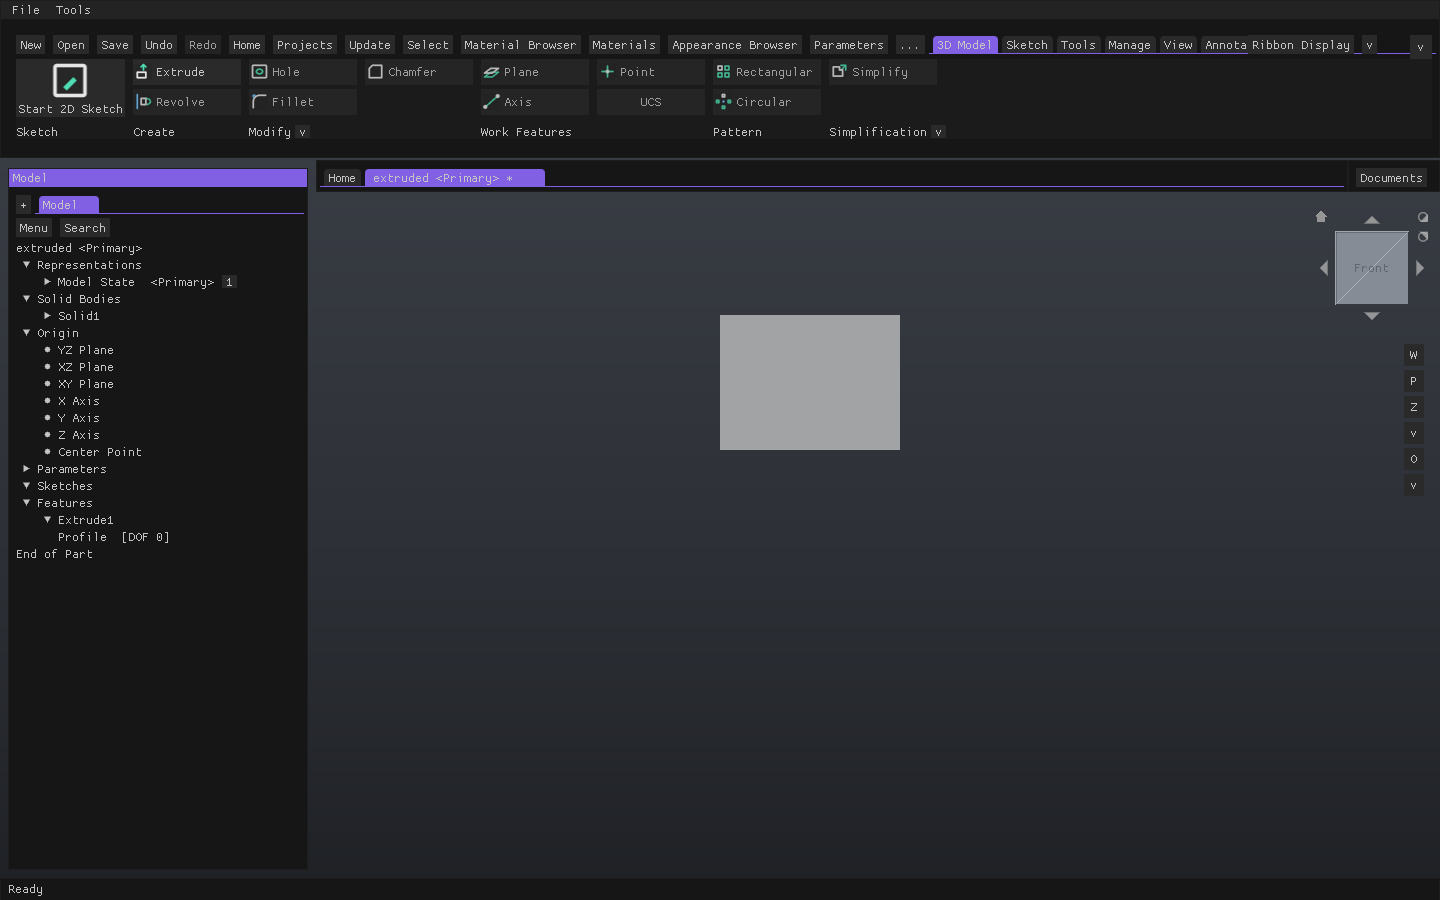 File Tools
New Open Save Undo Redo Home Projects Update Select Material Browser Materials Appearance Browser Parameters ... 3D Model Sketch Tools Manage View Annota Ribbon Display v v
Extrude Hole Chamfer Plane Point Rectangular Simplify
Revolve Fillet Axis UCS Circular
Start 2D Sketch
Sketch Create Modify v Work Features Pattern Simplification v
Model
Home extruded <Primary> * Documents
+ Model
Menu Search
extruded <Primary>
Representations
Model State <Primary> 1
Solid Bodies
Solid1
Origin
YZ Plane
XZ Plane
XY Plane
X Axis
Y Axis
Z Axis
Center Point
Parameters
Sketches
Features
Extrude1
Profile [DOF 0]
End of Part
Front
W
P
Z
v
O
v
Ready